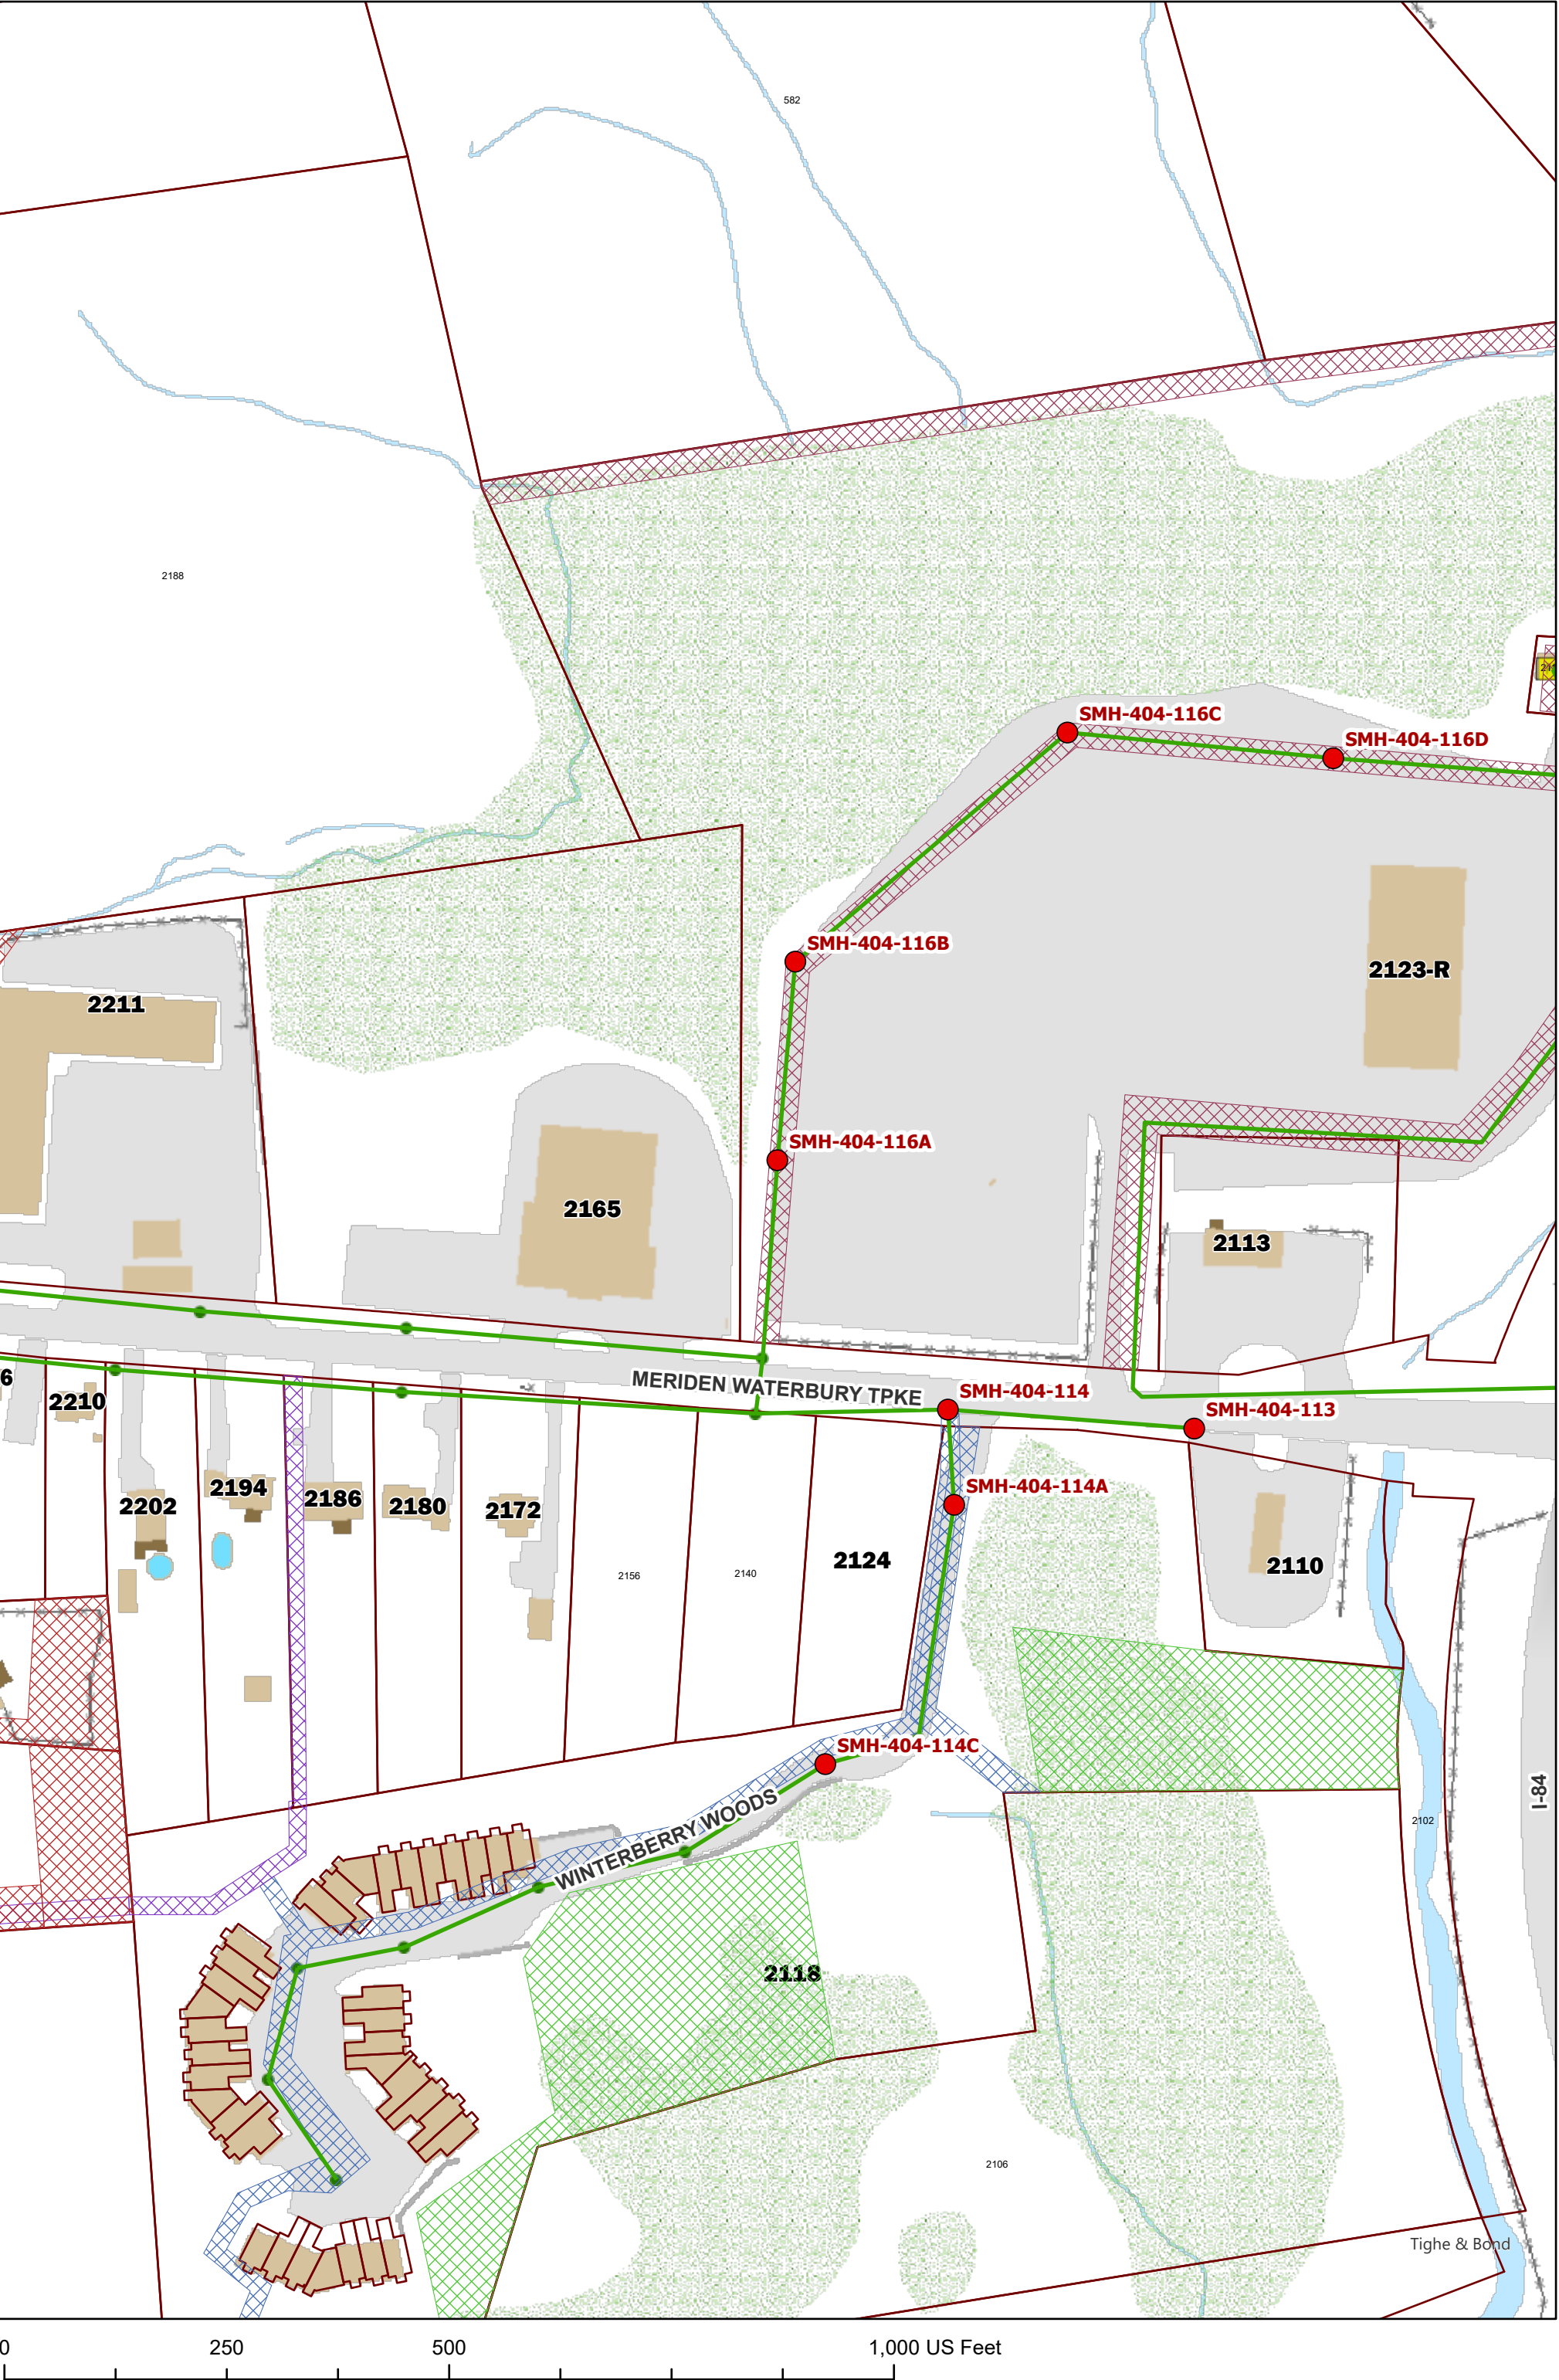 582
2188
SMH-404-116C
SMH-404-116D
SMH-404-116B
2123-R
2211
SMH-404-116A
2165
2113
6
2210
MERIDEN WATERBURY TPKE
SMH-404-114
SMH-404-113
2194
2202
2186
2180
2172
SMH-404-114A
2124
2110
2156
2140
SMH-404-114C
I-84
WINTERBERRY WOODS
2102
2118
2106
Tighe & Bond
0 250 500 1,000 US Feet